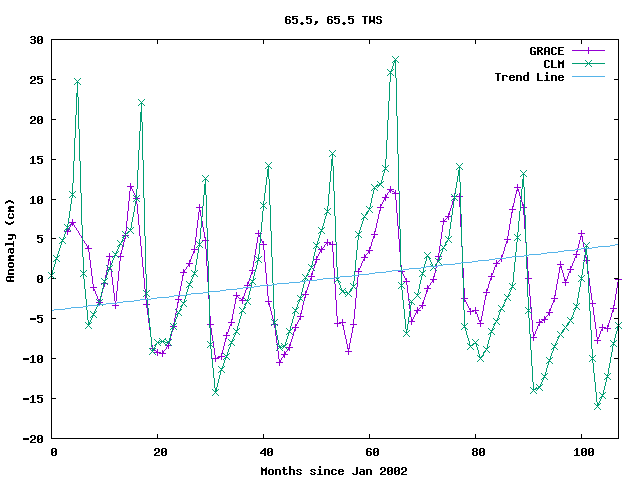 65.5, 65.5 TWS
GRACE
CLM
Trend Line
30
25
20
15
10
5
0
-5
-10
-15
-20
Anomaly (cm)
0 20 40 60 80 100
Months since Jan 2002